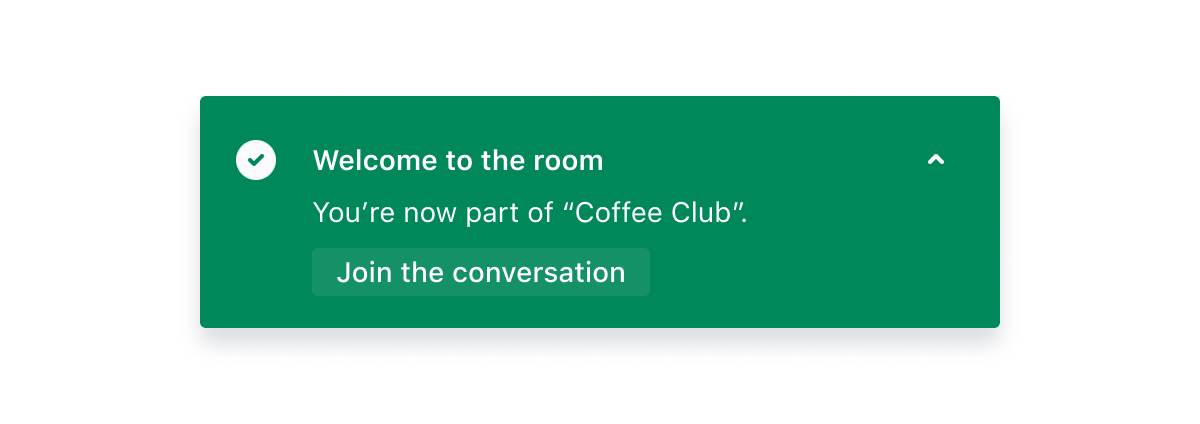 Welcome to the room
You’re now part of “Coffee Club”.
Join the conversation